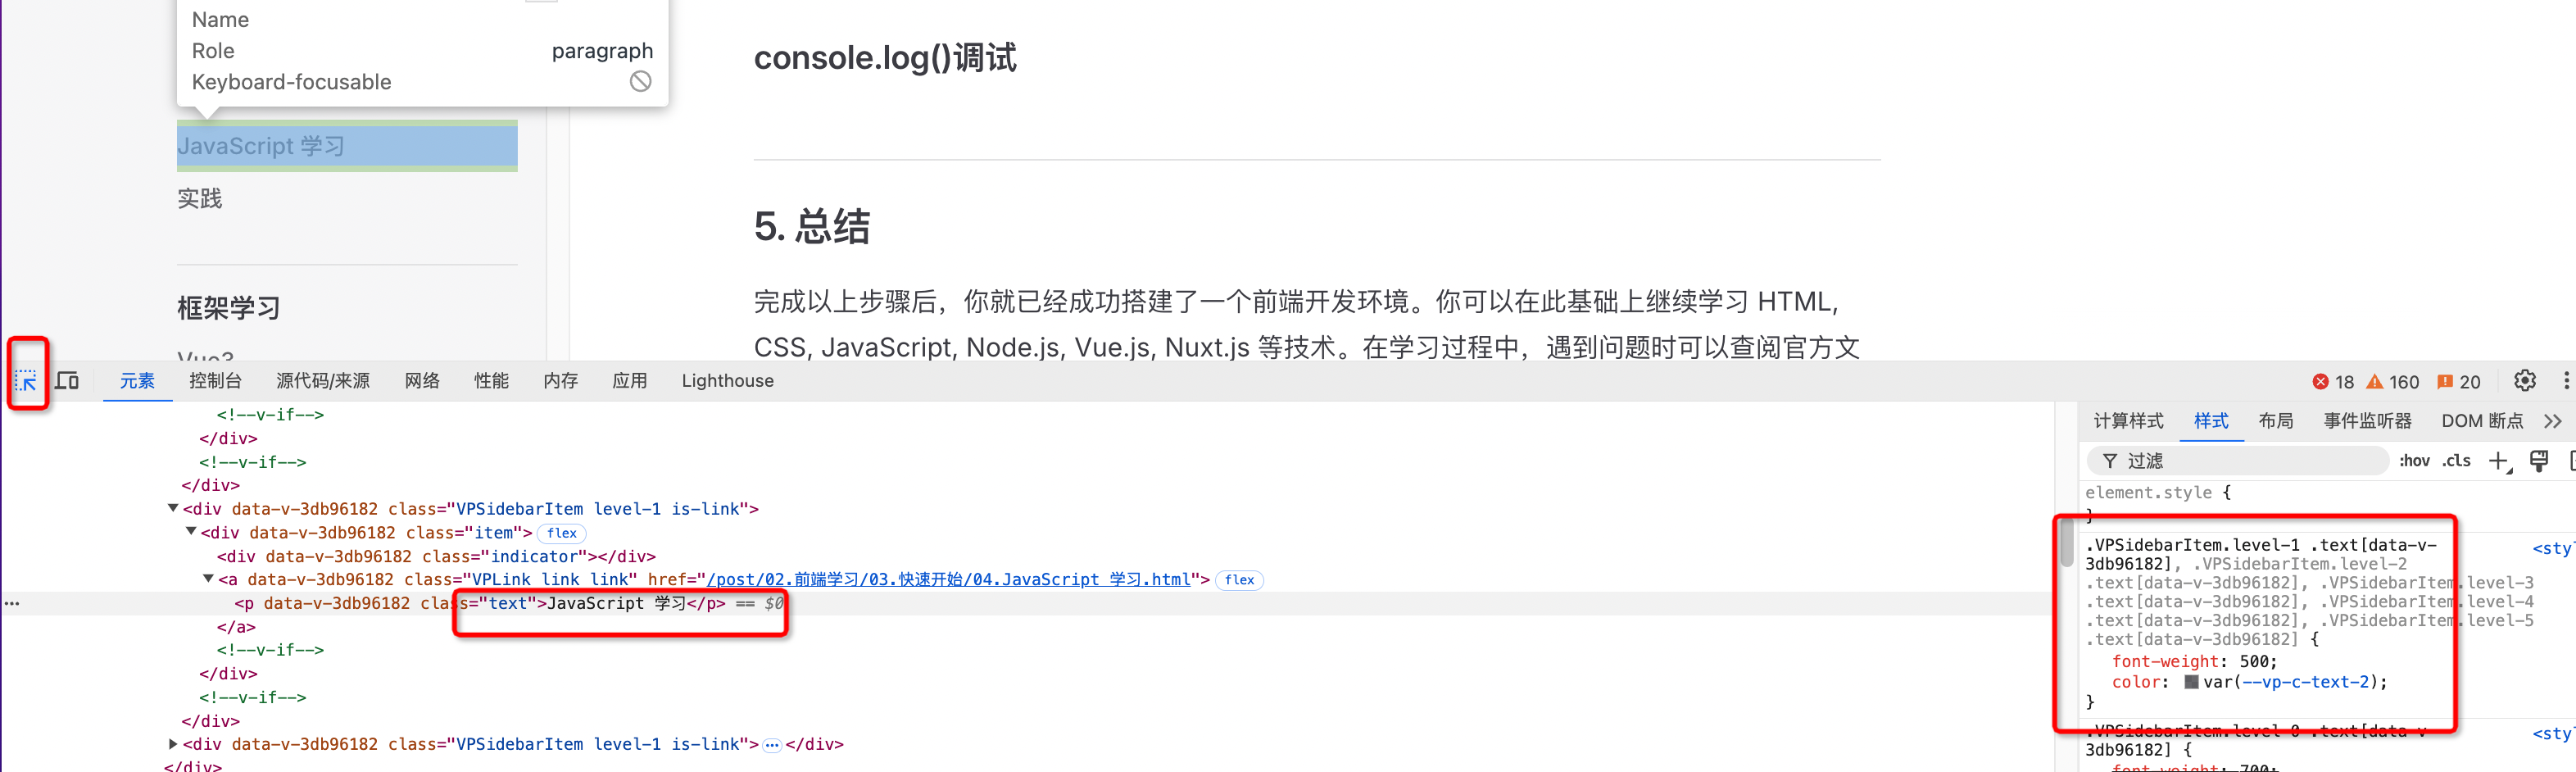 Name
Role paragraph
Keyboard-focusable
JavaScript 学习
实践
框架学习
Vue3
console.log()调试
5. 总结
完成以上步骤后，你就已经成功搭建了一个前端开发环境。你可以在此基础上继续学习 HTML,
CSS, JavaScript, Node.js, Vue.js, Nuxt.js 等技术。在学习过程中，遇到问题时可以查阅官方文
元素 控制台 源代码/来源 网络 性能 内存 应用 Lighthouse 18 160 20
<!--v-if-->
</div>
<!--v-if-->
</div>
<div data-v-3db96182 class="VPSidebarItem level-1 is-link">
<div data-v-3db96182 class="item"> flex
<div data-v-3db96182 class="indicator"></div>
<a data-v-3db96182 class="VPLink link link" href="/post/02.前端学习/03.快速开始/04.JavaScript 学习.html"> flex
<p data-v-3db96182 class="text">JavaScript 学习</p> == $0
</a>
<!--v-if-->
</div>
<!--v-if-->
</div>
<div data-v-3db96182 class="VPSidebarItem level-1 is-link"> ••• </div>
</div>
计算样式 样式 布局 事件监听器 DOM 断点
过滤 :hov .cls
element.style {
}
.VPSidebarItem.level-1 .text[data-v- <sty
3db96182], .VPSidebarItem.level-2
.text[data-v-3db96182], .VPSidebarItem.level-3
.text[data-v-3db96182], .VPSidebarItem.level-4
.text[data-v-3db96182], .VPSidebarItem.level-5
.text[data-v-3db96182] {
font-weight: 500;
color: var(--vp-c-text-2);
}
.VPSidebarItem.level-0 .text[data-v- <sty
3db96182] {
font-weight: 700;